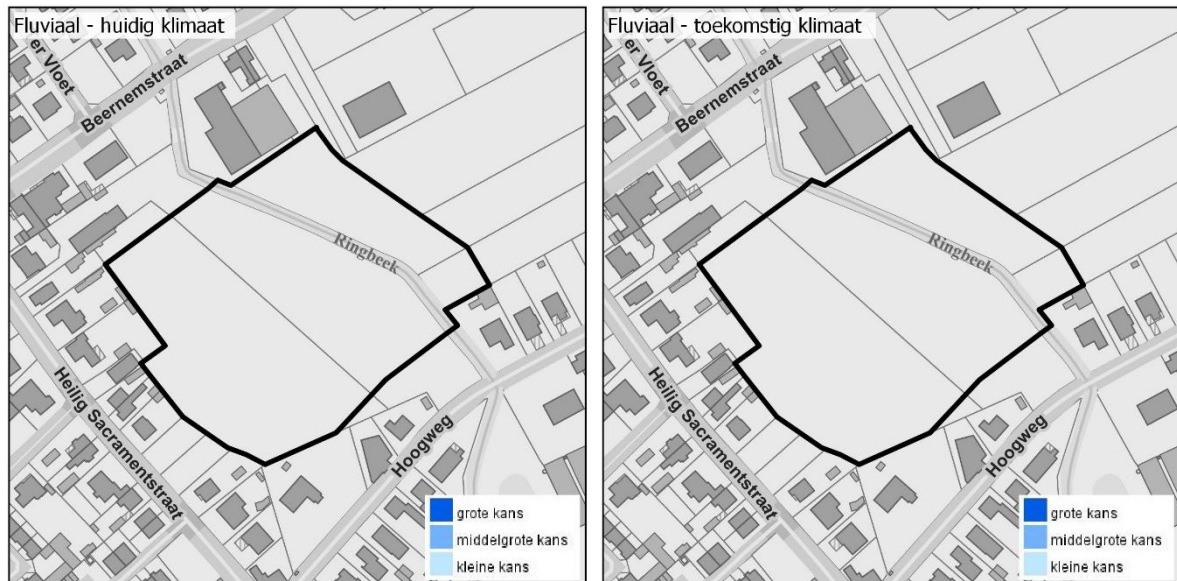 Fluviaal - huidig klimaat
er Vloet
Beernemstraat
Ringbeek
Heilig Sacramentstraat
Hoogweg
grote kans
middelgrote kans
kleine kans
Fluviaal - toekomstig klimaat
er Vloet
Beernemstraat
Ringbeek
Heilig Sacramentstraat
Hoogweg
grote kans
middelgrote kans
kleine kans